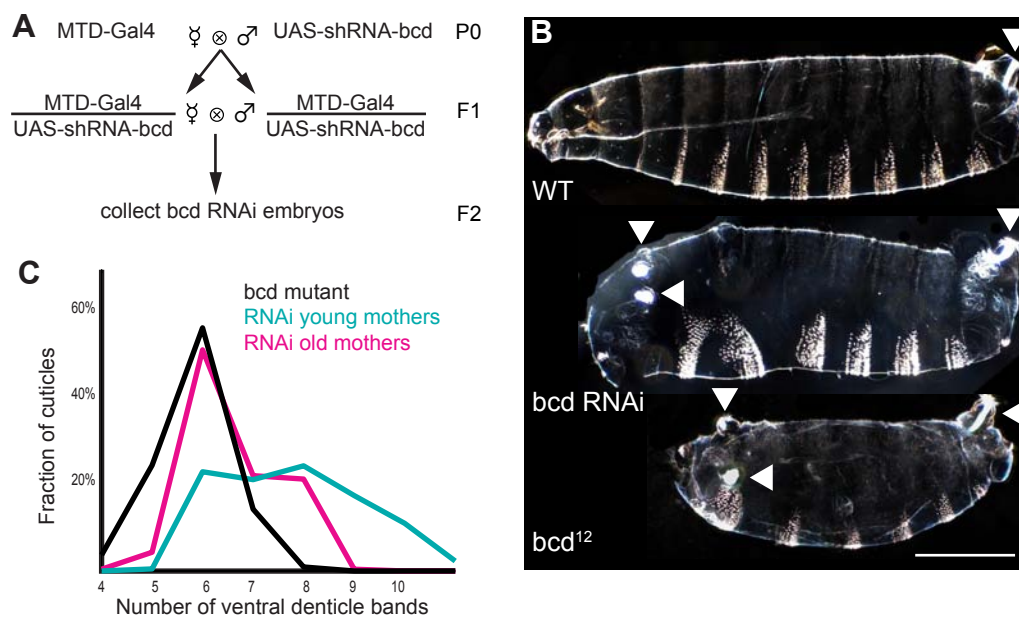 A
MTD-Gal4 ☿ ⊗ ♂ UAS-shRNA-bcd P0
MTD-Gal4 ☿ ⊗ ♂ MTD-Gal4 F1
UAS-shRNA-bcd UAS-shRNA-bcd
collect bcd RNAi embryos F2
B
WT
bcd RNAi
bcd¹²
C
bcd mutant
RNAi young mothers
RNAi old mothers
60%
40%
20%
Fraction of cuticles
4 5 6 7 8 9 10
Number of ventral denticle bands